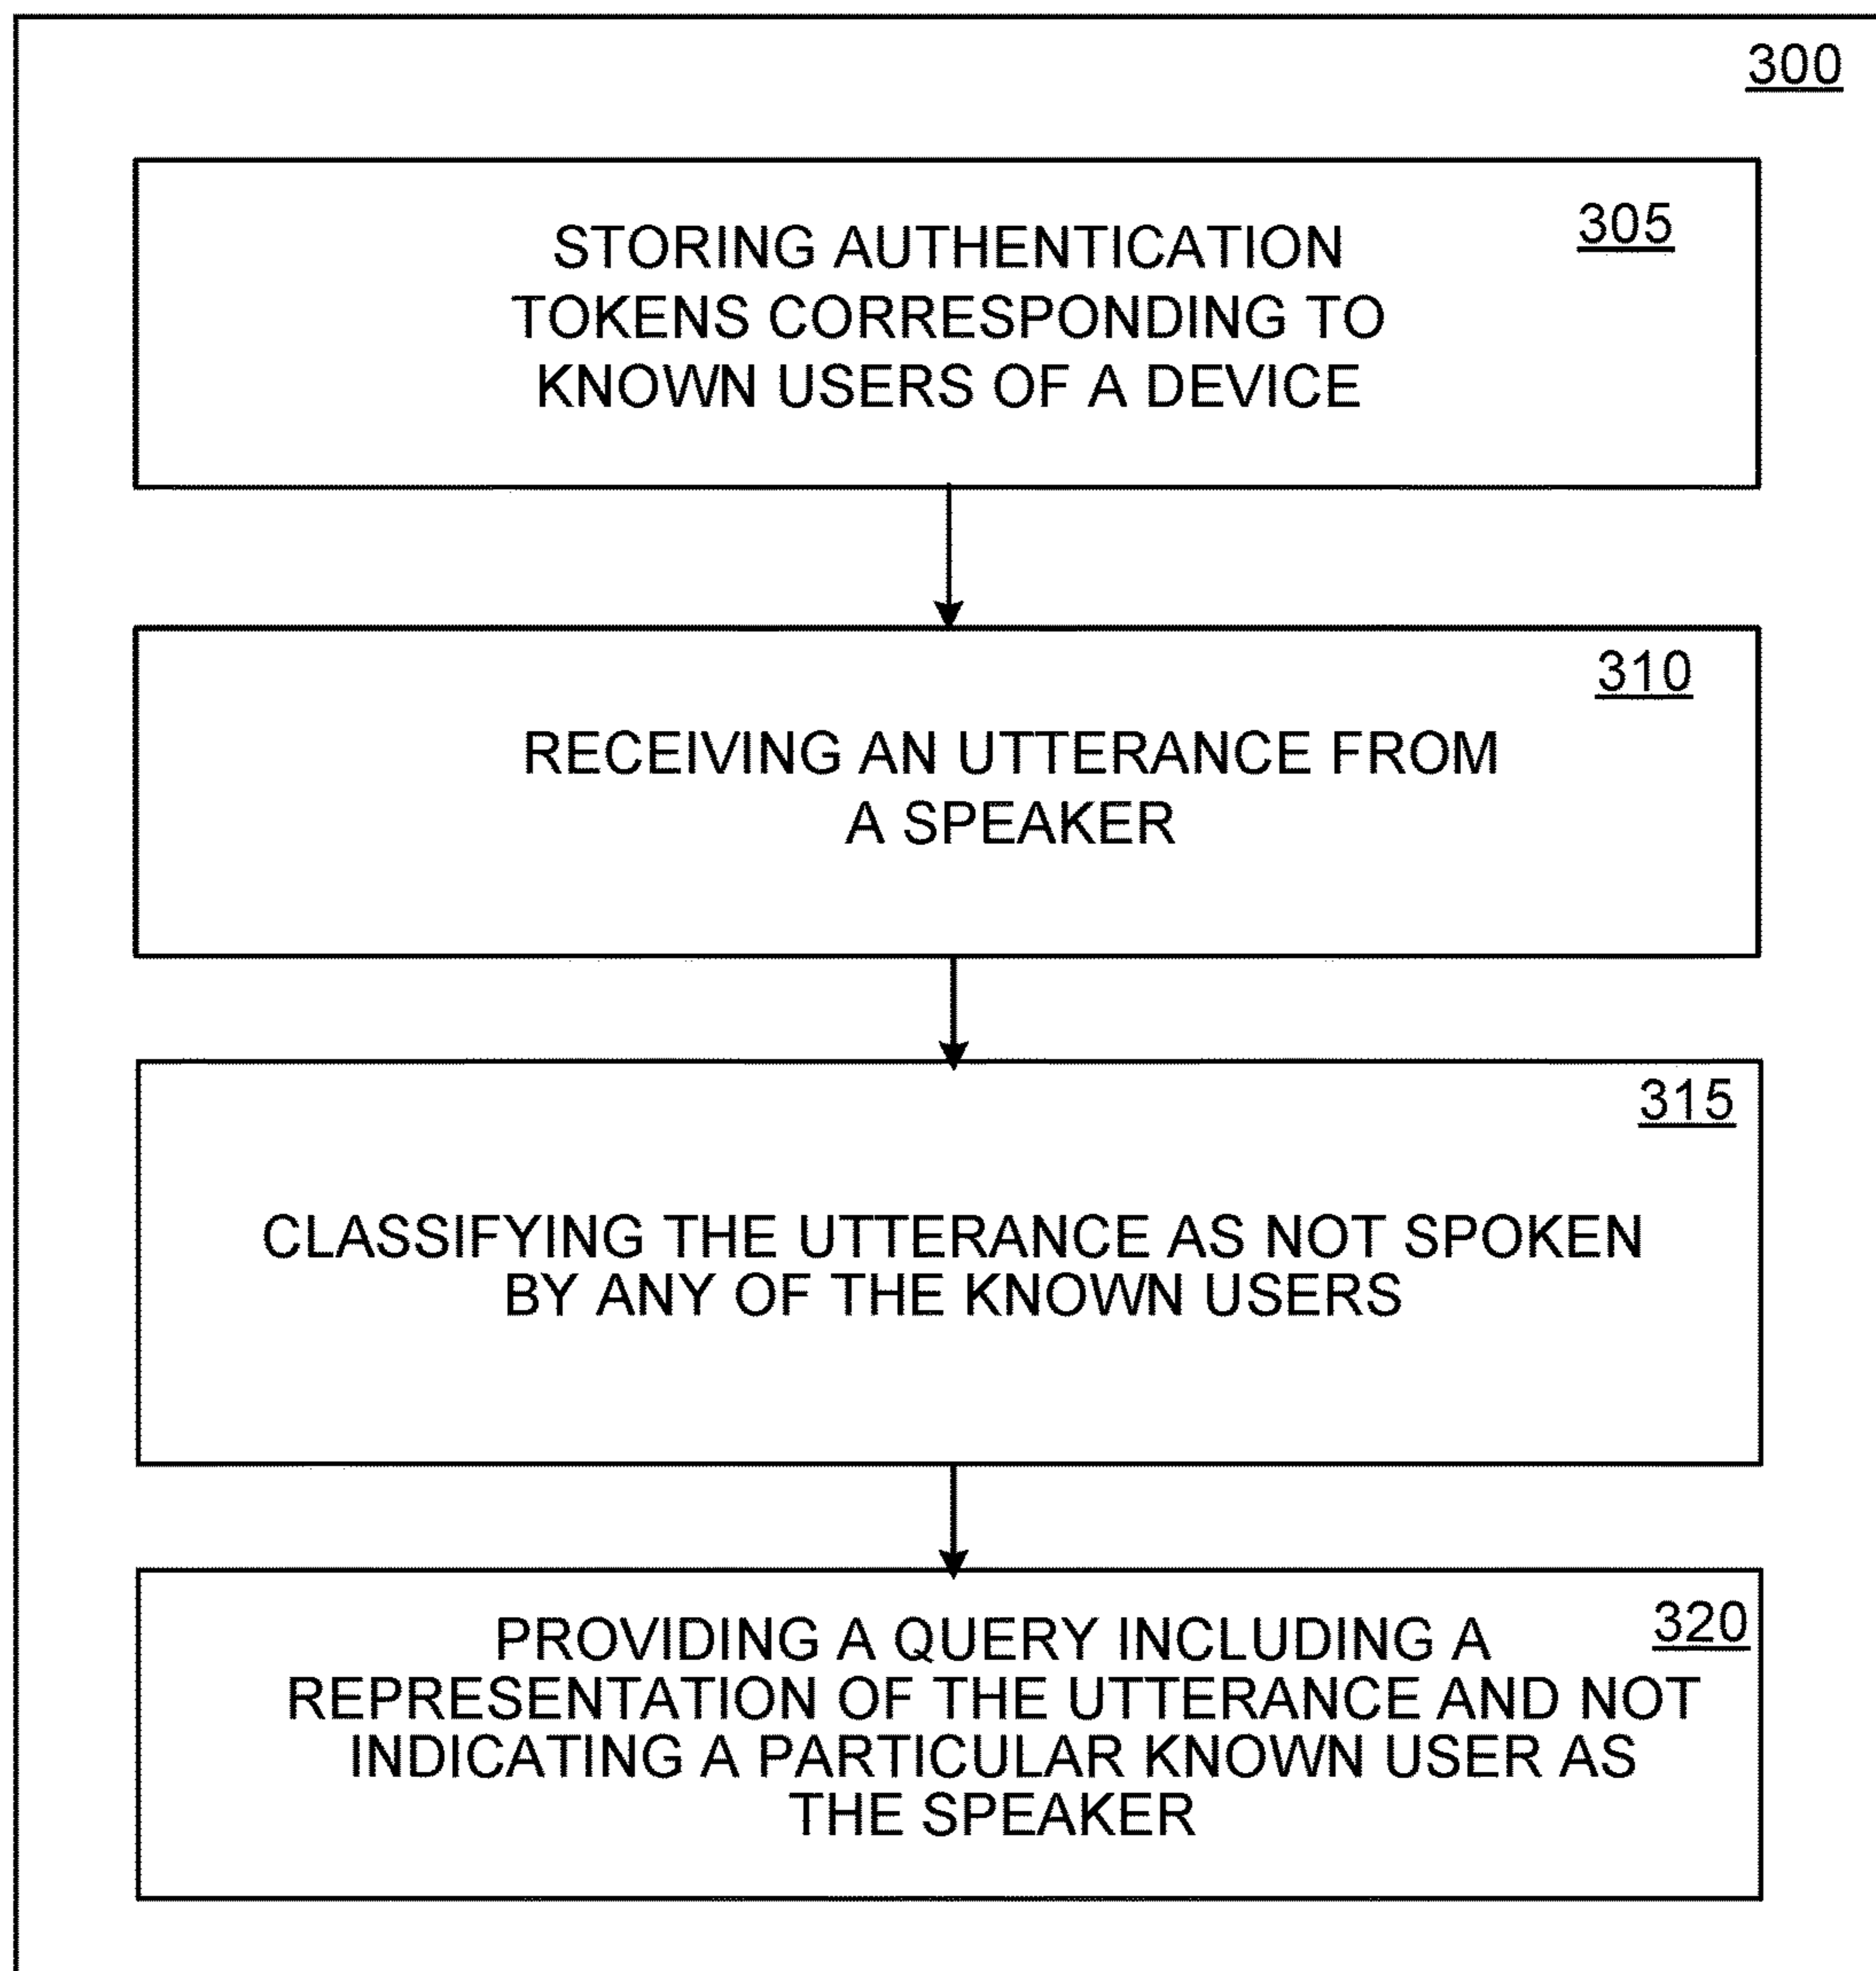 300
305
STORING AUTHENTICATION
TOKENS CORRESPONDING TO
KNOWN USERS OF A DEVICE
310
RECEIVING AN UTTERANCE FROM
A SPEAKER
315
CLASSIFYING THE UTTERANCE AS NOT SPOKEN
BY ANY OF THE KNOWN USERS
320
PROVIDING A QUERY INCLUDING A
REPRESENTATION OF THE UTTERANCE AND NOT
INDICATING A PARTICULAR KNOWN USER AS
THE SPEAKER